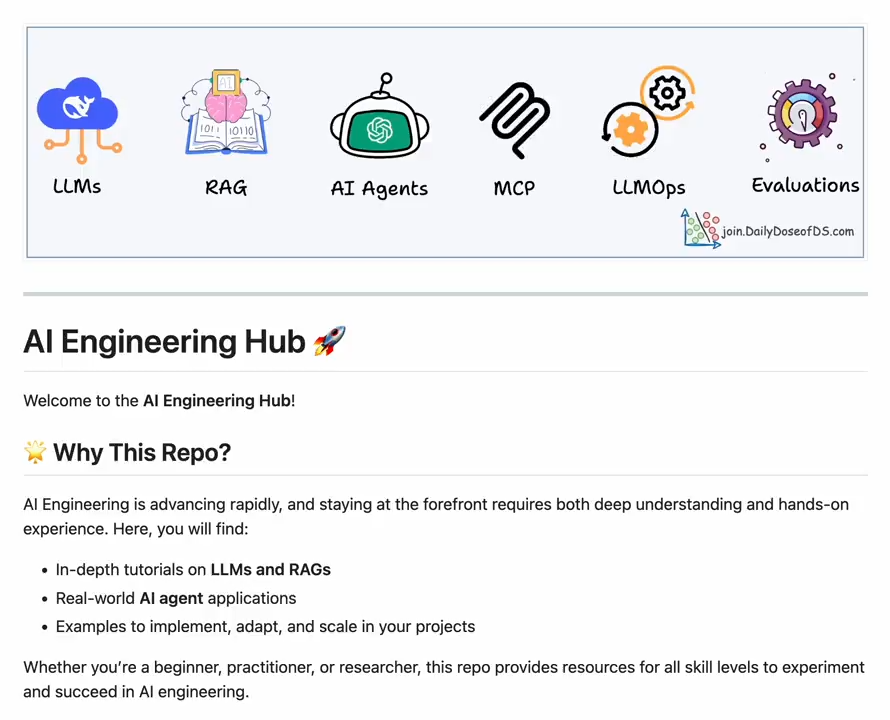 AI
1011 10110
LLMs RAG AI Agents MCP LLMOps Evaluations
join.DailyDoseofDS.com
AI Engineering Hub 🚀
Welcome to the AI Engineering Hub!
🌟 Why This Repo?
AI Engineering is advancing rapidly, and staying at the forefront requires both deep understanding and hands-on
experience. Here, you will find:
• In-depth tutorials on LLMs and RAGs
• Real-world AI agent applications
• Examples to implement, adapt, and scale in your projects
Whether you’re a beginner, practitioner, or researcher, this repo provides resources for all skill levels to experiment
and succeed in AI engineering.